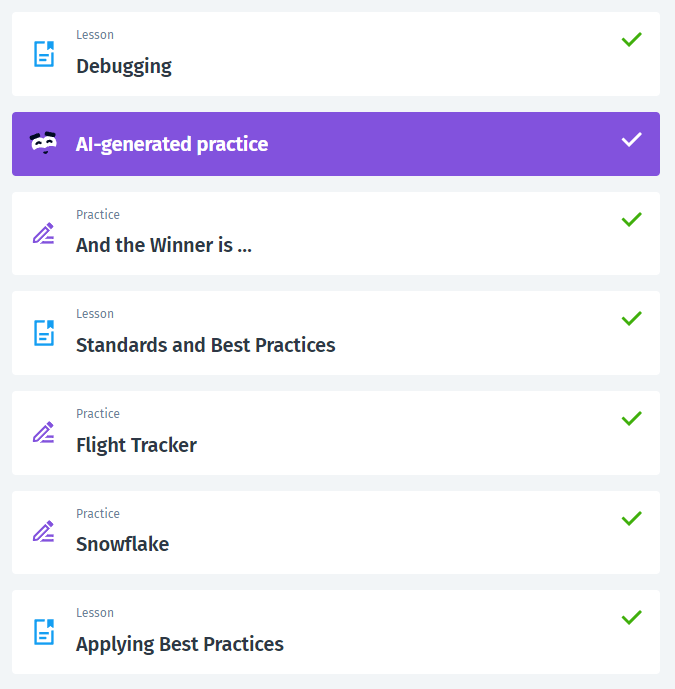 Lesson
Debugging
AI-generated practice
Practice
And the Winner is ...
Lesson
Standards and Best Practices
Practice
Flight Tracker
Practice
Snowflake
Lesson
Applying Best Practices